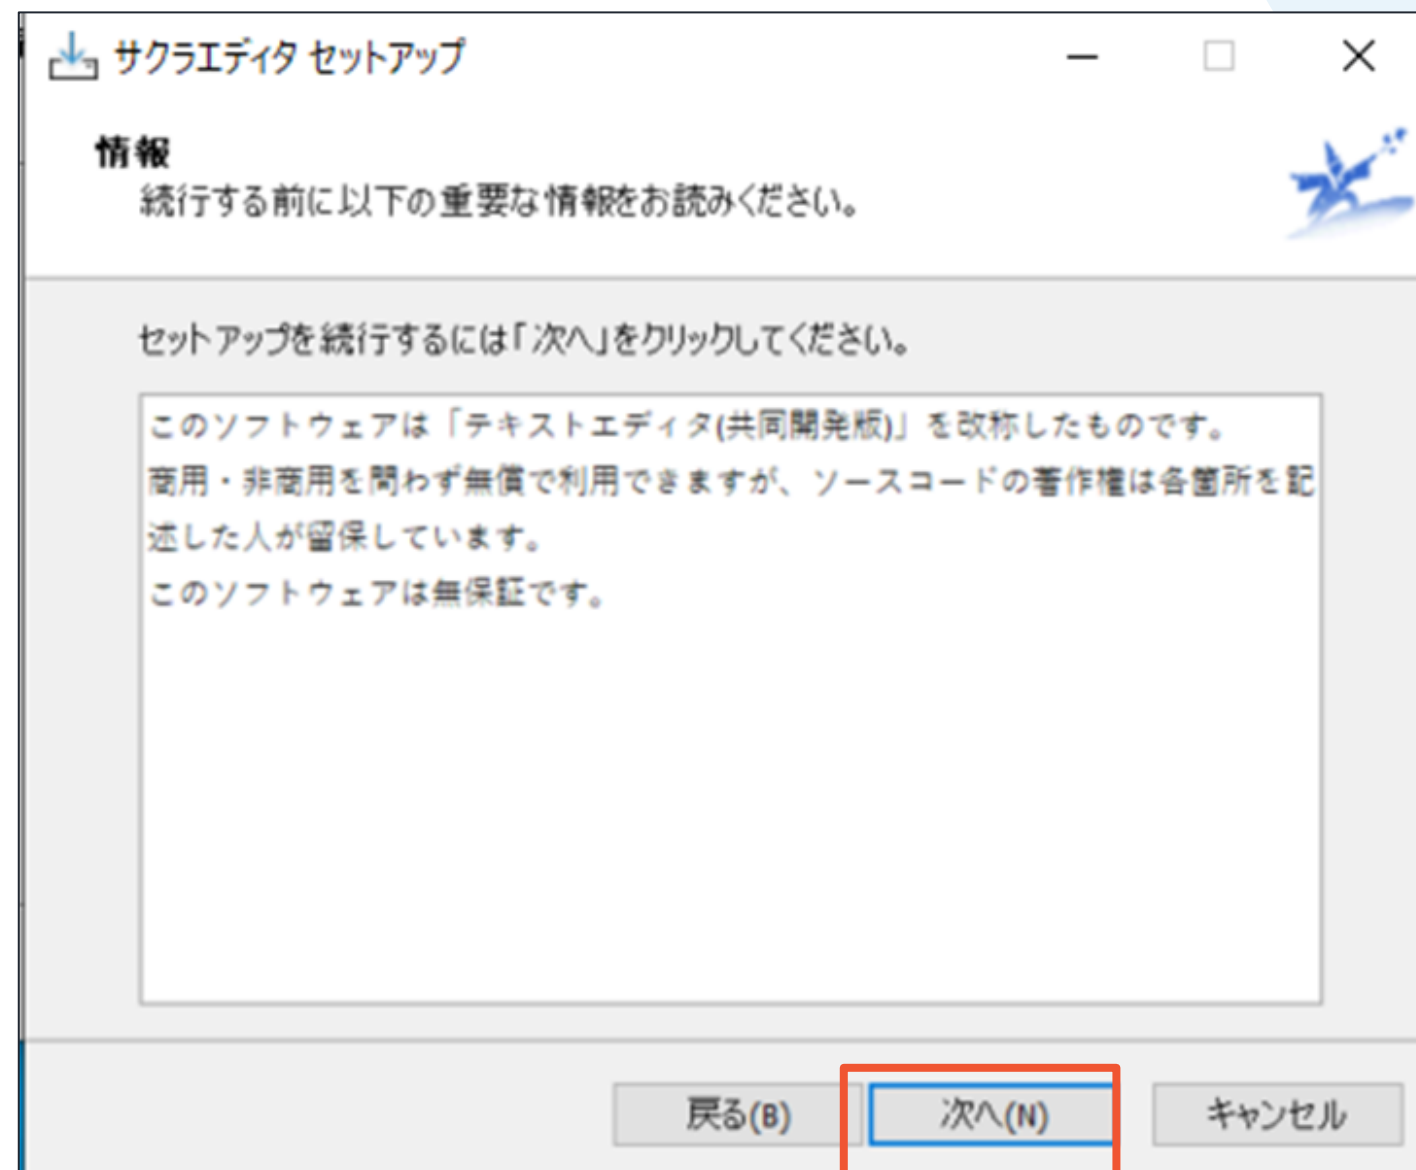 サクラエディタ セットアップ
情報
続行する前に以下の重要な情報をお読みください。
セットアップを続行するには「次へ」をクリックしてください。
このソフトウェアは「テキストエディタ(共同開発版)」を改称したものです。
商用・非商用を問わず無償で利用できますが、ソースコードの著作権は各箇所を記
述した人が留保しています。
このソフトウェアは無保証です。
戻る(B) 次へ(N) キャンセル